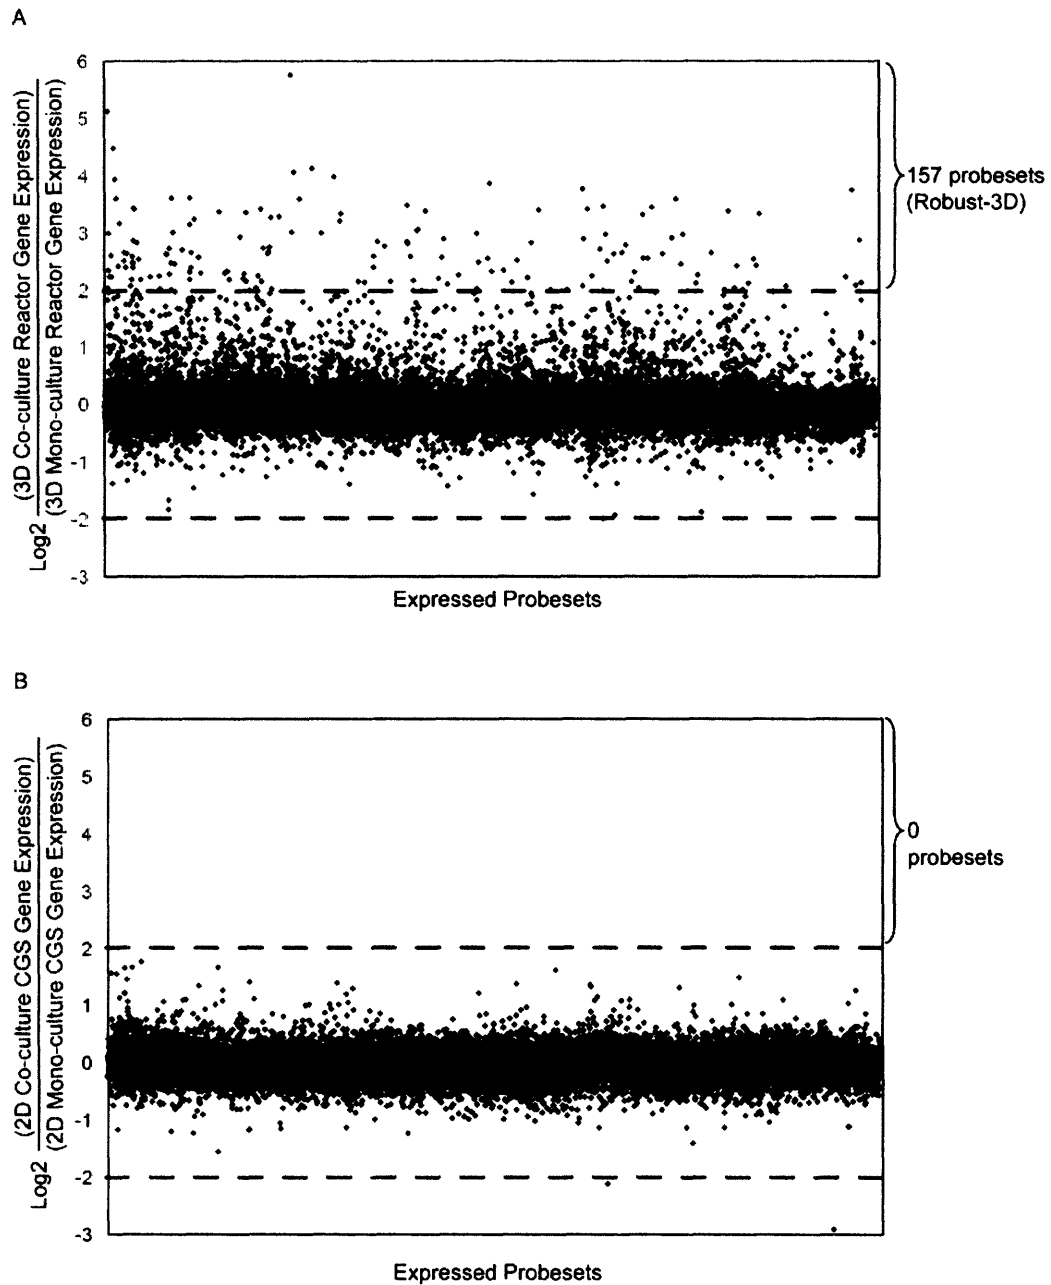 A
Log2 (3D Co-culture Reactor Gene Expression)
(3D Mono-culture Reactor Gene Expression)
6
5
4
3
2
1
0
-1
-2
-3
157 probesets
(Robust-3D)
Expressed Probesets
B
Log2 (2D Co-culture CGS Gene Expression)
(2D Mono-culture CGS Gene Expression)
6
5
4
3
2
1
0
-1
-2
-3
0
probesets
Expressed Probesets